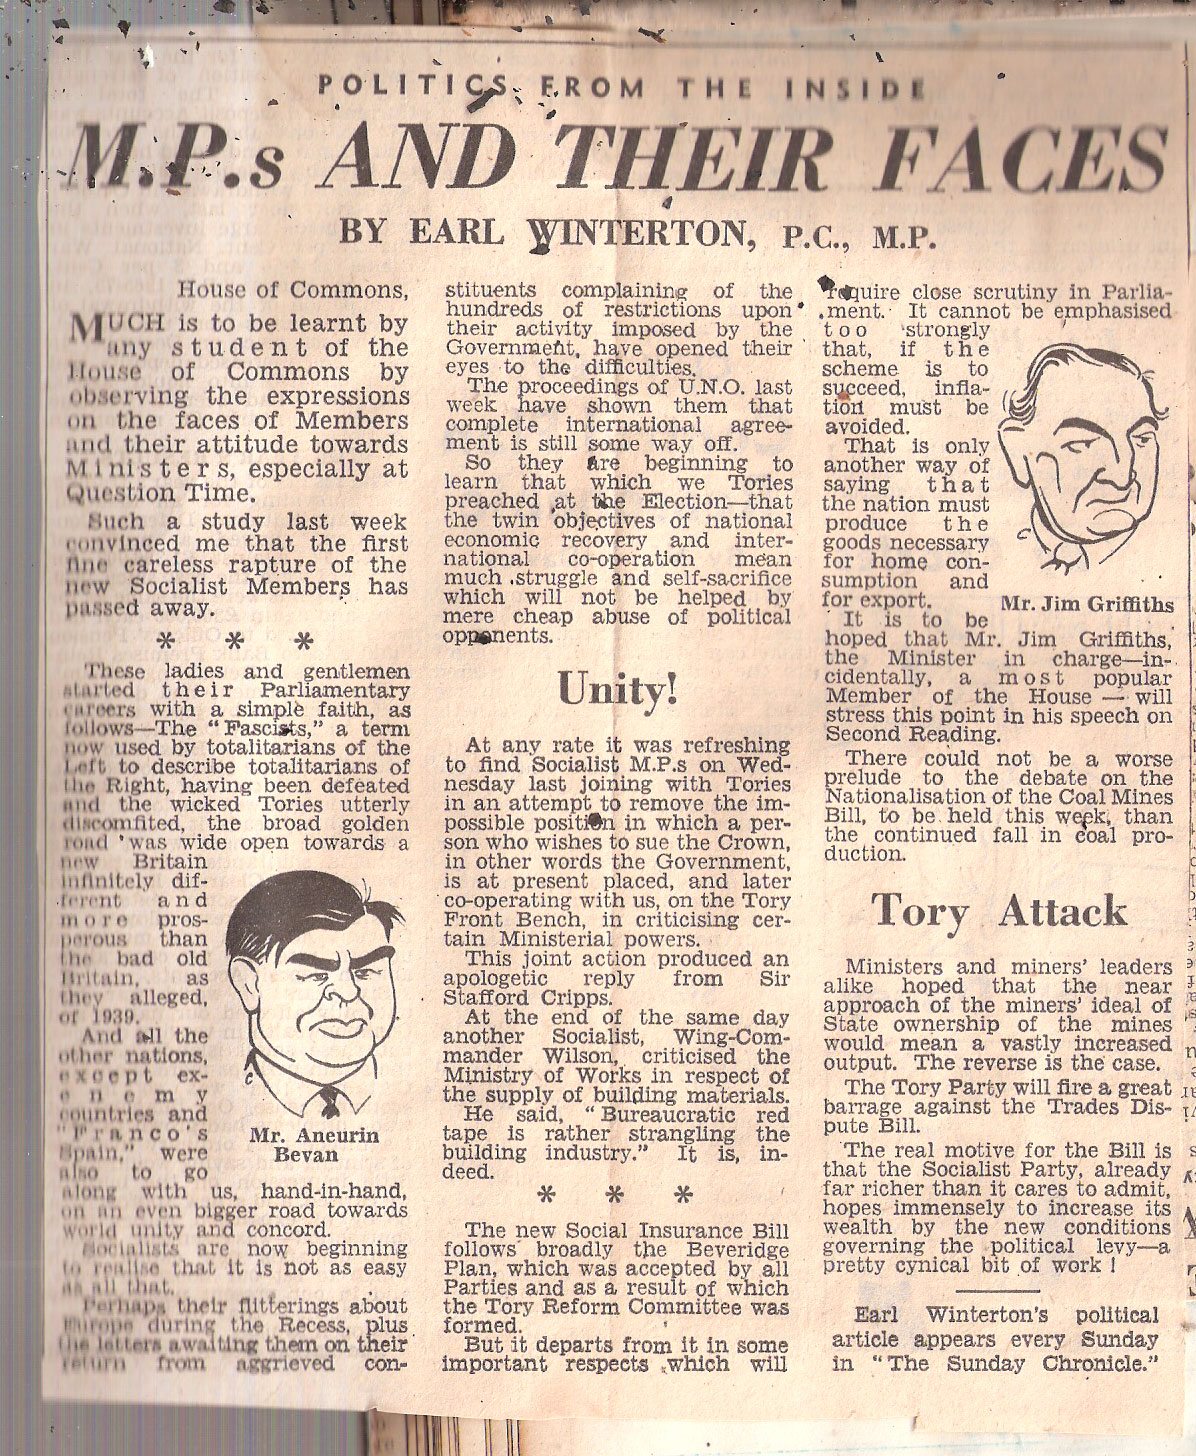 POLITICS FROM THE INSIDE
M.P.s AND THEIR FACES
BY EARL WINTERTON, P.C., M.P.
House of Commons,
MUCH is to be learnt by
any student of the
House of Commons by
observing the expressions
on the faces of Members
and their attitude towards
Ministers, especially at
Question Time.
Such a study last week
convinced me that the first
fine careless rapture of the
new Socialist Members has
passed away.
* * *
These ladies and gentlemen
started their Parliamentary
careers with a simple faith, as
follows—The "Fascists," a term
now used by totalitarians of the
Left to describe totalitarians of
the Right, having been defeated
and the wicked Tories utterly
discomfited, the broad golden
road was wide open towards a
new Britain
infinitely dif-
ferent and
more pros-
perous than
the bad old
Britain, as
they alleged,
of 1939.
And all the
other nations,
except ex-
enemy
countries and
"Franco's
Spain," were
also to go
along with us, hand-in-hand,
on an even bigger road towards
world unity and concord.
Socialists are now beginning
to realise that it is not as easy
as all that.
Perhaps their flitterings about
Europe during the Recess, plus
the letters awaiting them on their
return from aggrieved con-
Mr. Aneurin
Bevan
stituents complaining of the
hundreds of restrictions upon
their activity imposed by the
Government, have opened their
eyes to the difficulties.
The proceedings of U.N.O. last
week have shown them that
complete international agree-
ment is still some way off.
So they are beginning to
learn that which we Tories
preached at the Election—that
the twin objectives of national
economic recovery and inter-
national co-operation mean
much struggle and self-sacrifice
which will not be helped by
mere cheap abuse of political
opponents.
Unity!
At any rate it was refreshing
to find Socialist M.P.s on Wed-
nesday last joining with Tories
in an attempt to remove the im-
possible position in which a per-
son who wishes to sue the Crown,
in other words the Government,
is at present placed, and later
co-operating with us, on the Tory
Front Bench, in criticising cer-
tain Ministerial powers.
This joint action produced an
apologetic reply from Sir
Stafford Cripps.
At the end of the same day
another Socialist, Wing-Com-
mander Wilson, criticised the
Ministry of Works in respect of
the supply of building materials.
He said, "Bureaucratic red
tape is rather strangling the
building industry." It is, in-
deed.
* * *
The new Social Insurance Bill
follows broadly the Beveridge
Plan, which was accepted by all
Parties and as a result of which
the Tory Reform Committee was
formed.
But it departs from it in some
important respects which will
require close scrutiny in Parlia-
ment. It cannot be emphasised
too strongly
that, if the
scheme is to
succeed, infla-
tion must be
avoided.
That is only
another way of
saying that
the nation must
produce the
goods necessary
for home con-
sumption and
for export.
Mr. Jim Griffiths
It is to be
hoped that Mr. Jim Griffiths,
the Minister in charge—in-
cidentally, a most popular
Member of the House — will
stress this point in his speech on
Second Reading.
There could not be a worse
prelude to the debate on the
Nationalisation of the Coal Mines
Bill, to be held this week, than
the continued fall in coal pro-
duction.
Tory Attack
Ministers and miners' leaders
alike hoped that the near
approach of the miners' ideal of
State ownership of the mines
would mean a vastly increased
output. The reverse is the case.
The Tory Party will fire a great
barrage against the Trades Dis-
pute Bill.
The real motive for the Bill is
that the Socialist Party, already
far richer than it cares to admit,
hopes immensely to increase its
wealth by the new conditions
governing the political levy—a
pretty cynical bit of work !
Earl Winterton's political
article appears every Sunday
in "The Sunday Chronicle."